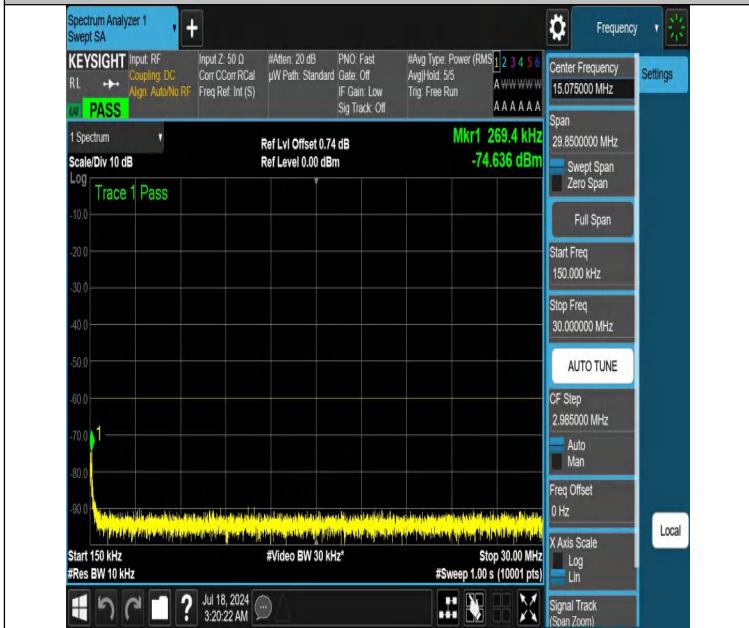 Spectrum Analyzer 1
Swept SA
+
Frequency
KEYSIGHT
RL
LXI PASS
Input: RF
Coupling: DC
Align: Auto/No RF
Input Z: 50 Ω
Corr CCorr RCal
Freq Ref: Int (S)
#Atten: 20 dB
µW Path: Standard
PNO: Fast
Gate: Off
IF Gain: Low
Sig Track: Off
#Avg Type: Power (RMS
Avg|Hold: 5/5
Trig: Free Run
1 2 3 4 5 6
A W W W W W
A A A A A A
1 Spectrum
Scale/Div 10 dB
Log
Ref Lvl Offset 0.74 dB
Ref Level 0.00 dBm
Mkr1 269.4 kHz
-74.636 dBm
Trace 1 Pass
-10.0
-20.0
-30.0
-40.0
-50.0
-60.0
-70.0
-80.0
-90.0
1
Start 150 kHz
#Res BW 10 kHz
#Video BW 30 kHz*
Stop 30.00 MHz
#Sweep 1.00 s (10001 pts)
?
Jul 18, 2024
3:20:22 AM
Center Frequency
15.075000 MHz
Span
29.8500000 MHz
Swept Span
Zero Span
Full Span
Start Freq
150.000 kHz
Stop Freq
30.000000 MHz
AUTO TUNE
CF Step
2.985000 MHz
Auto
Man
Freq Offset
0 Hz
X Axis Scale
Log
Lin
Signal Track
(Span Zoom)
Settings
Local